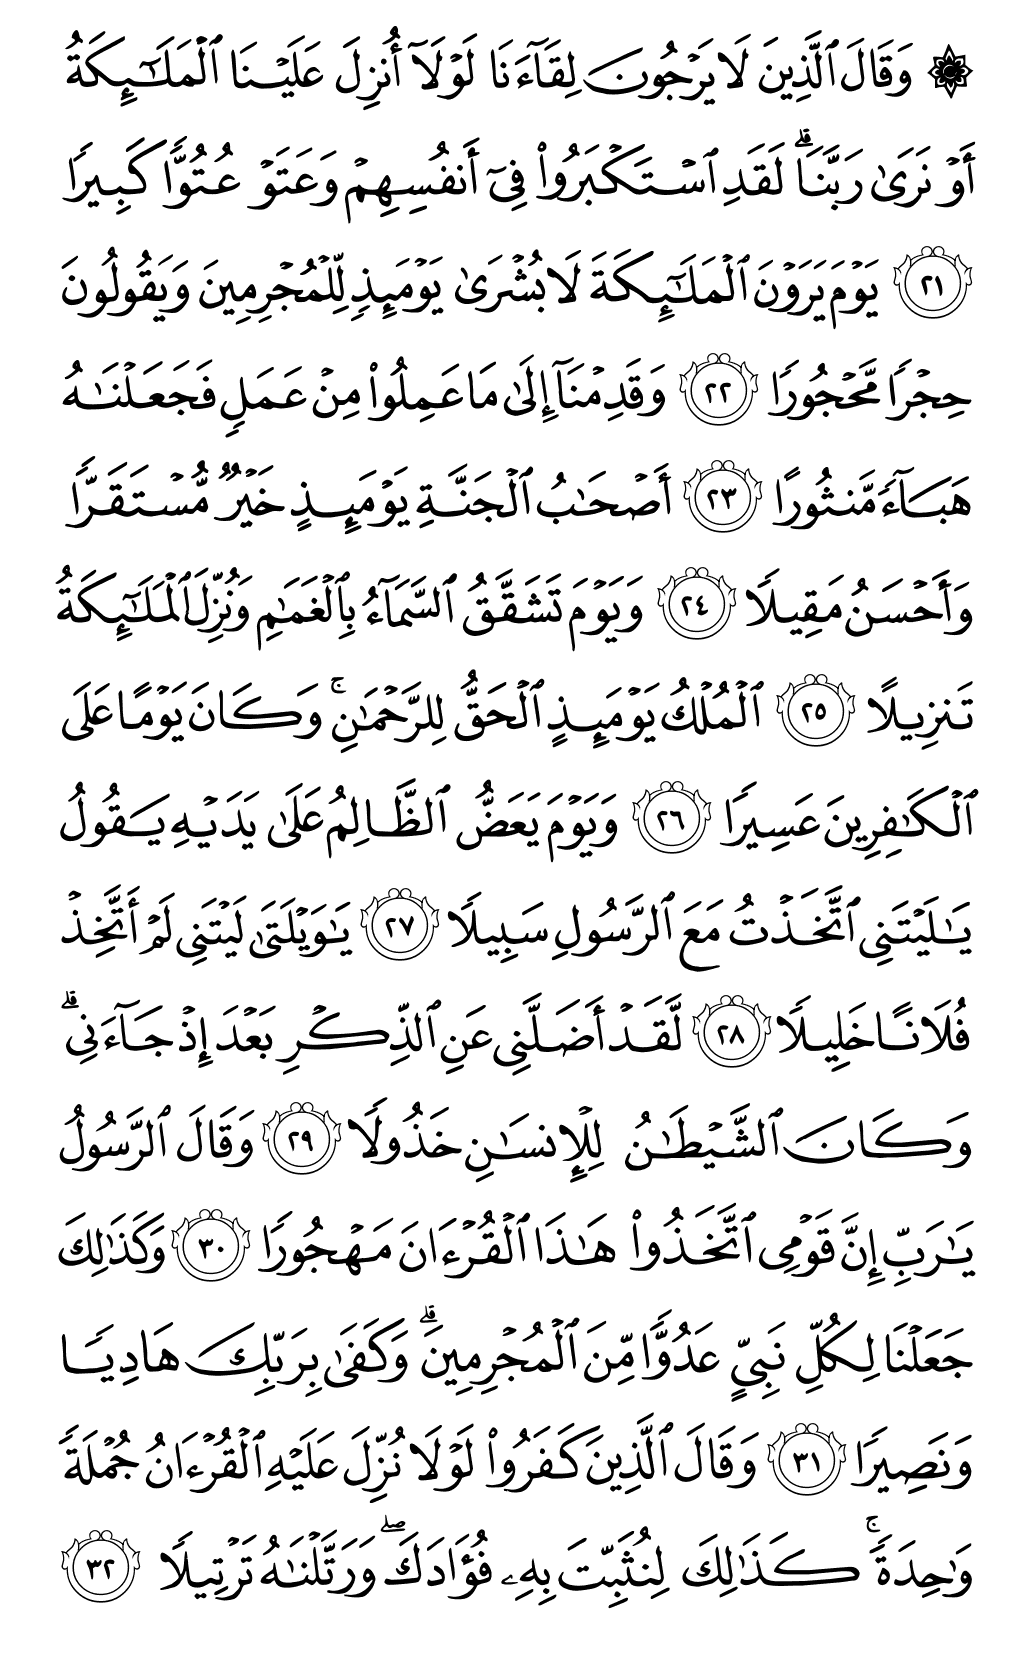 ۞ وَقَالَ ٱلَّذِينَ لَا يَرْجُونَ لِقَآءَنَا لَوْلَآ أُنزِلَ عَلَيْنَا ٱلْمَلَـٰٓئِكَةُ
أَوْ نَرَىٰ رَبَّنَا ۗ لَقَدِ ٱسْتَكْبَرُوا۟ فِىٓ أَنفُسِهِمْ وَعَتَوْ عُتُوًّا كَبِيرًا
٢١ يَوْمَ يَرَوْنَ ٱلْمَلَـٰٓئِكَةَ لَا بُشْرَىٰ يَوْمَئِذٍ لِّلْمُجْرِمِينَ وَيَقُولُونَ
حِجْرًا مَّحْجُورًا ٢٢ وَقَدِمْنَآ إِلَىٰ مَا عَمِلُوا۟ مِنْ عَمَلٍ فَجَعَلْنَـٰهُ
هَبَآءً مَّنثُورًا ٢٣ أَصْحَـٰبُ ٱلْجَنَّةِ يَوْمَئِذٍ خَيْرٌ مُّسْتَقَرًّا
وَأَحْسَنُ مَقِيلًا ٢٤ وَيَوْمَ تَشَقَّقُ ٱلسَّمَآءُ بِٱلْغَمَـٰمِ وَنُزِّلَ ٱلْمَلَـٰٓئِكَةُ
تَنزِيلًا ٢٥ ٱلْمُلْكُ يَوْمَئِذٍ ٱلْحَقُّ لِلرَّحْمَـٰنِ ۚ وَكَانَ يَوْمًا عَلَى
ٱلْكَـٰفِرِينَ عَسِيرًا ٢٦ وَيَوْمَ يَعَضُّ ٱلظَّالِمُ عَلَىٰ يَدَيْهِ يَقُولُ
يَـٰلَيْتَنِى ٱتَّخَذْتُ مَعَ ٱلرَّسُولِ سَبِيلًا ٢٧ يَـٰوَيْلَتَىٰ لَيْتَنِى لَمْ أَتَّخِذْ
فُلَانًا خَلِيلًا ٢٨ لَّقَدْ أَضَلَّنِى عَنِ ٱلذِّكْرِ بَعْدَ إِذْ جَآءَنِى ۗ
وَكَانَ ٱلشَّيْطَـٰنُ لِلْإِنسَـٰنِ خَذُولًا ٢٩ وَقَالَ ٱلرَّسُولُ
يَـٰرَبِّ إِنَّ قَوْمِى ٱتَّخَذُوا۟ هَـٰذَا ٱلْقُرْءَانَ مَهْجُورًا ٣٠ وَكَذَٰلِكَ
جَعَلْنَا لِكُلِّ نَبِىٍّ عَدُوًّا مِّنَ ٱلْمُجْرِمِينَ ۗ وَكَفَىٰ بِرَبِّكَ هَادِيًا
وَنَصِيرًا ٣١ وَقَالَ ٱلَّذِينَ كَفَرُوا۟ لَوْلَا نُزِّلَ عَلَيْهِ ٱلْقُرْءَانُ جُمْلَةً
وَٰحِدَةً ۚ كَذَٰلِكَ لِنُثَبِّتَ بِهِۦ فُؤَادَكَ ۖ وَرَتَّلْنَـٰهُ تَرْتِيلًا ٣٢